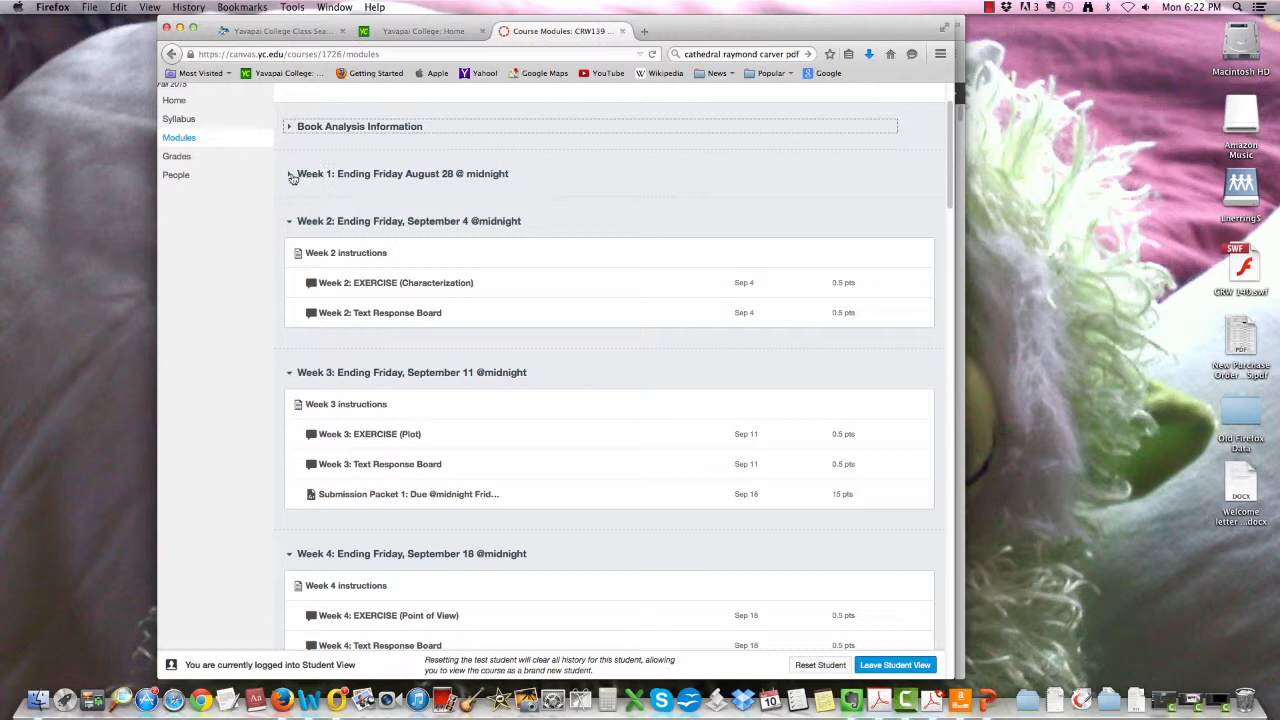 Firefox File Edit View History Bookmarks Tools Window Help
Mon 6:22 PM
Yavapai College Class Sea...
Yavapai College: Home
Course Modules: CRW139 ...
https://canvas.yc.edu/courses/1726/modules
cathedral raymond carver pdf
Most Visited
Yavapai College: ...
Getting Started
Apple
Yahoo!
Google Maps
YouTube
Wikipedia
News
Popular
Google
Fall 2015
Home
Syllabus
Modules
Grades
People
Book Analysis Information
Week 1: Ending Friday August 28 @ midnight
Week 2: Ending Friday, September 4 @midnight
Week 2 instructions
Week 2: EXERCISE (Characterization) Sep 4 0.5 pts
Week 2: Text Response Board Sep 4 0.5 pts
Week 3: Ending Friday, September 11 @midnight
Week 3 instructions
Week 3: EXERCISE (Plot) Sep 11 0.5 pts
Week 3: Text Response Board Sep 11 0.5 pts
Submission Packet 1: Due @midnight Frid... Sep 18 15 pts
Week 4: Ending Friday, September 18 @midnight
Week 4 instructions
Week 4: EXERCISE (Point of View) Sep 18 0.5 pts
Week 4: Text Response Board Sep 18 0.5 pts
You are currently logged into Student View
Resetting the test student will clear all history for this student, allowing
you to view the course as a brand new student.
Reset Student
Leave Student View
Macintosh HD
Amazon
Music
LherringS
SWF
CRW 140.swf
PDF
New Purchase
Order ...S.pdf
Old Firefox
Data
DOCX
Welcome
letter....docx